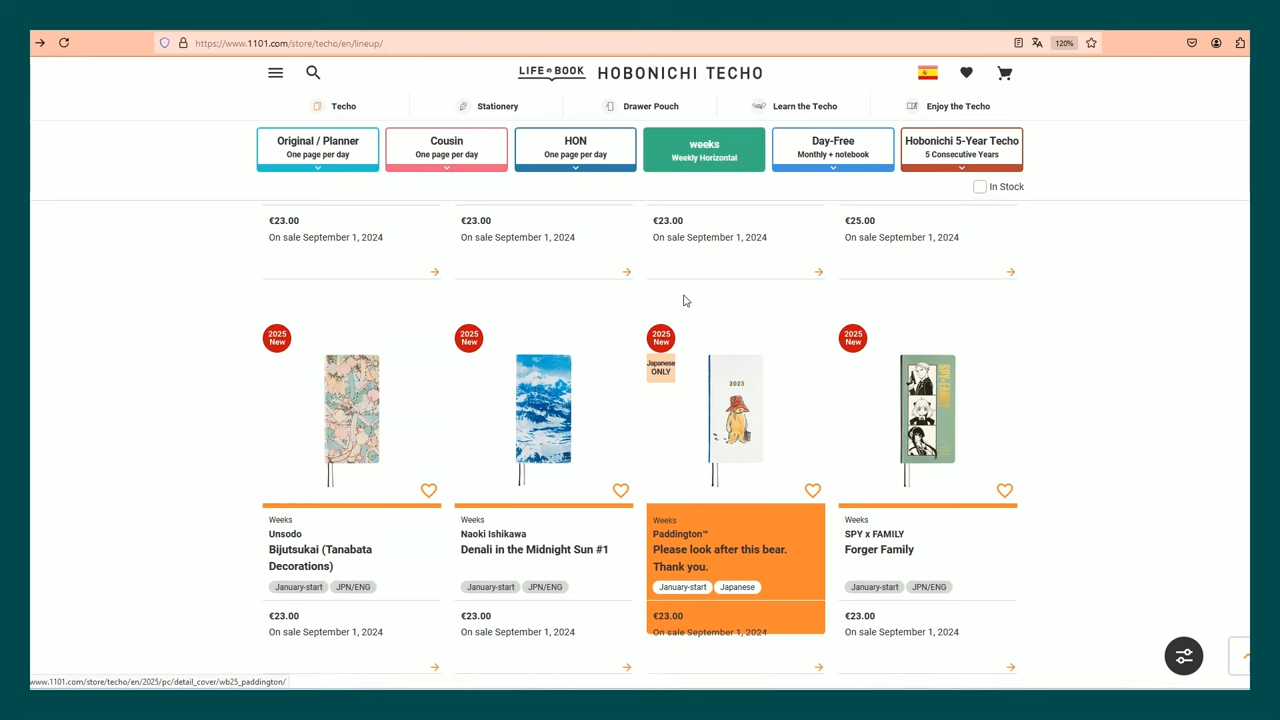 https://www.1101.com/store/techo/en/lineup/
120%
LIFE BOOK HOBONICHI TECHO
Techo
Stationery
Drawer Pouch
Learn the Techo
Enjoy the Techo
Original / Planner
One page per day
Cousin
One page per day
HON
One page per day
weeks
Weekly Horizontal
Day-Free
Monthly + notebook
Hobonichi 5-Year Techo
5 Consecutive Years
In Stock
€23.00
On sale September 1, 2024
€23.00
On sale September 1, 2024
€23.00
On sale September 1, 2024
€25.00
On sale September 1, 2024
2025
New
2025
New
2025
New
Japanese
ONLY
2025
2025
New
SPY×FAMILY
Weeks
Unsodo
Bijutsukai (Tanabata
Decorations)
January-start JPN/ENG
€23.00
On sale September 1, 2024
Weeks
Naoki Ishikawa
Denali in the Midnight Sun #1
January-start JPN/ENG
€23.00
On sale September 1, 2024
Weeks
Paddington™
Please look after this bear.
Thank you.
January-start Japanese
€23.00
On sale September 1, 2024
Weeks
SPY x FAMILY
Forger Family
January-start JPN/ENG
€23.00
On sale September 1, 2024
www.1101.com/store/techo/en/2025/pc/detail_cover/wb25_paddington/